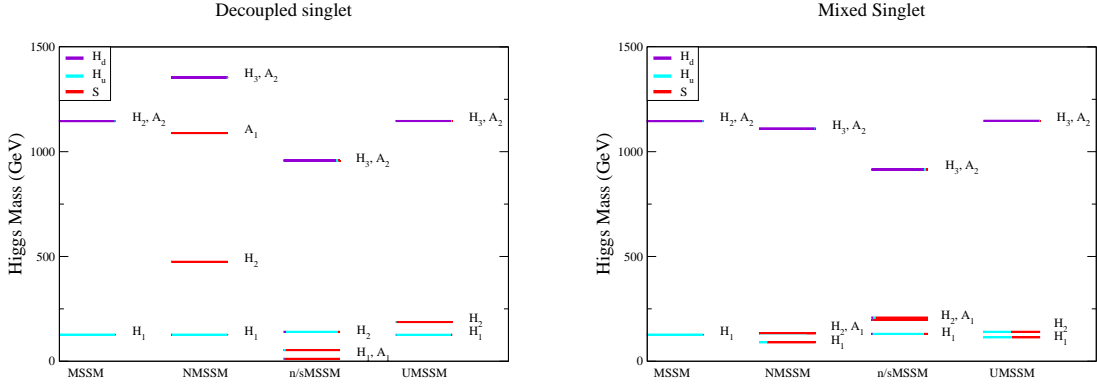 Decoupled singlet
Higgs Mass (GeV)
1500
1000
500
0
H_d
H_u
S
H_2, A_2
H_1
H_3, A_2
A_1
H_2
H_1
H_3, A_2
H_2
H_1, A_1
H_3, A_2
H_2
H_1
MSSM NMSSM n/sMSSM UMSSM
Mixed Singlet
Higgs Mass (GeV)
1500
1000
500
0
H_d
H_u
S
H_2, A_2
H_1
H_3, A_2
H_2, A_1
H_1
H_3, A_2
H_2, A_1
H_1
H_3, A_2
H_2
H_1
MSSM NMSSM n/sMSSM UMSSM